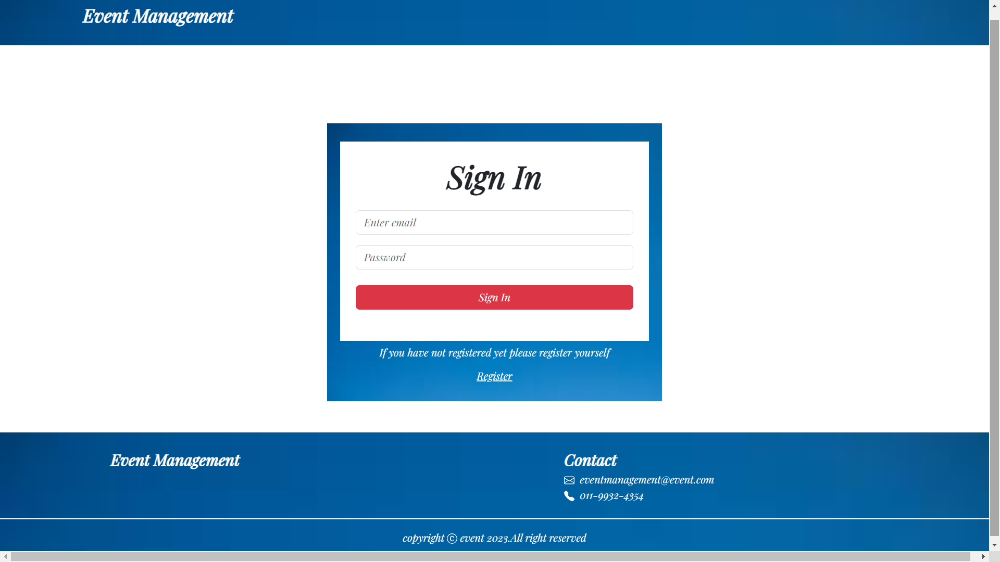 Event Management
Sign In
Enter email
Password
Sign In
If you have not registered yet please register yourself
Register
Event Management
Contact
eventmanagement@event.com
011-9932-4354
copyright © event 2023.All right reserved